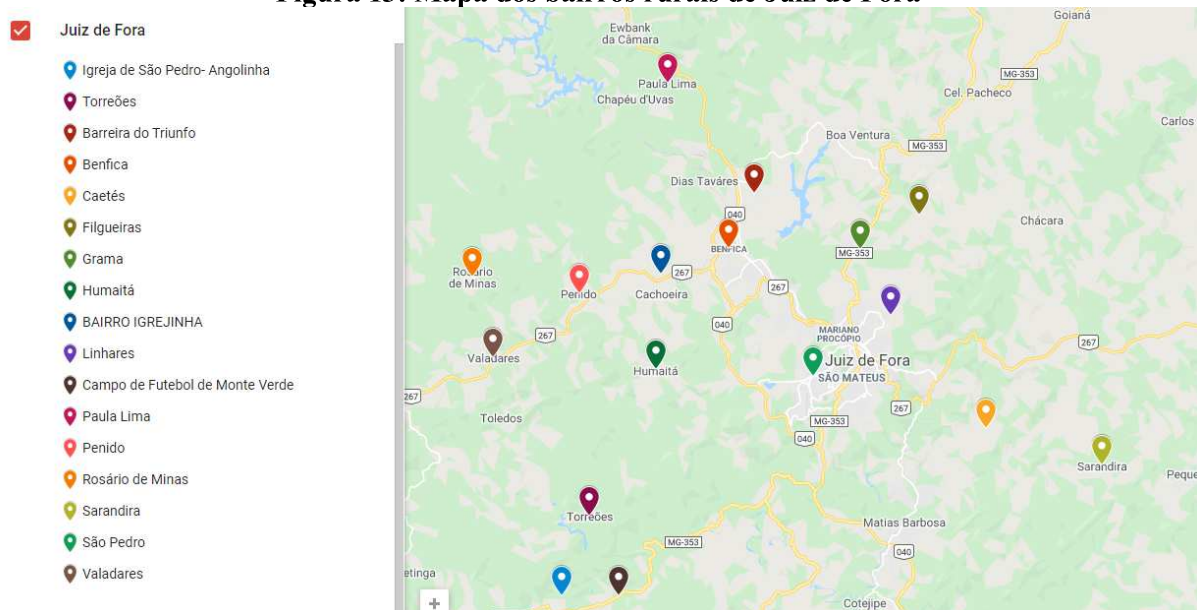 Figura 15: Mapa dos bairros rurais de Juiz de Fora
Juiz de Fora
Igreja de São Pedro- Angolinha
Torreões
Barreira do Triunfo
Benfica
Caetés
Filgueiras
Grama
Humaitá
BAIRRO IGREJINHA
Linhares
Campo de Futebol de Monte Verde
Paula Lima
Penido
Rosário de Minas
Sarandira
São Pedro
Valadares
Goianá
Ewbank
da Câmara
MG-353
Paula Lima
Cel. Pacheco
Chapéu d'Uvas
Carlos
Boa Ventura
MG-353
Dias Taváres
040
Chácara
BENFICA
MG-353
Rosário
de Minas
267
Penido
Cachoeira
267
040
MARIANO
PROCÓPIO
267
267
Valadares
Humaitá
Juiz de Fora
SÃO MATEUS
267
Toledos
267
MG-353
040
Sarandira
Peque
Torreões
Matias Barbosa
MG-353
040
etinga
+
Cotejipe